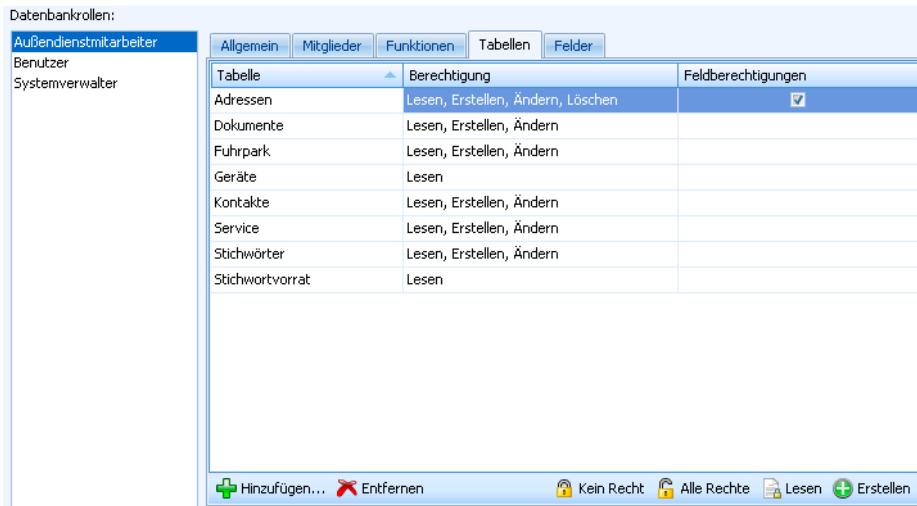 Datenbankrollen:
Außendienstmitarbeiter
Benutzer
Systemverwalter
Allgemein Mitglieder Funktionen Tabellen Felder
Tabelle Berechtigung Feldberechtigungen
Adressen Lesen, Erstellen, Ändern, Löschen
Dokumente Lesen, Erstellen, Ändern
Fuhrpark Lesen, Erstellen, Ändern
Geräte Lesen
Kontakte Lesen, Erstellen, Ändern
Service Lesen, Erstellen, Ändern
Stichwörter Lesen, Erstellen, Ändern
Stichwortvorrat Lesen
Hinzufügen... Entfernen Kein Recht Alle Rechte Lesen Erstellen